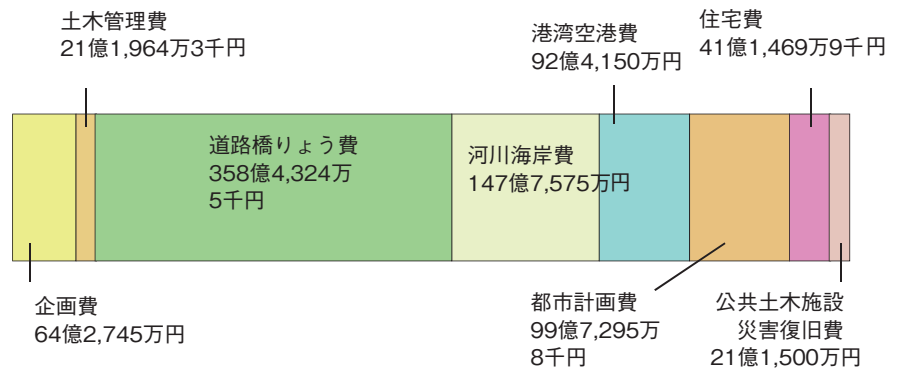 土木管理費
21億1,964万3千円
港湾空港費
92億4,150万円
住宅費
41億1,469万9千円
道路橋りょう費
358億4,324万
5千円
河川海岸費
147億7,575万円
企画費
64億2,745万円
都市計画費
99億7,295万
8千円
公共土木施設
災害復旧費
21億1,500万円